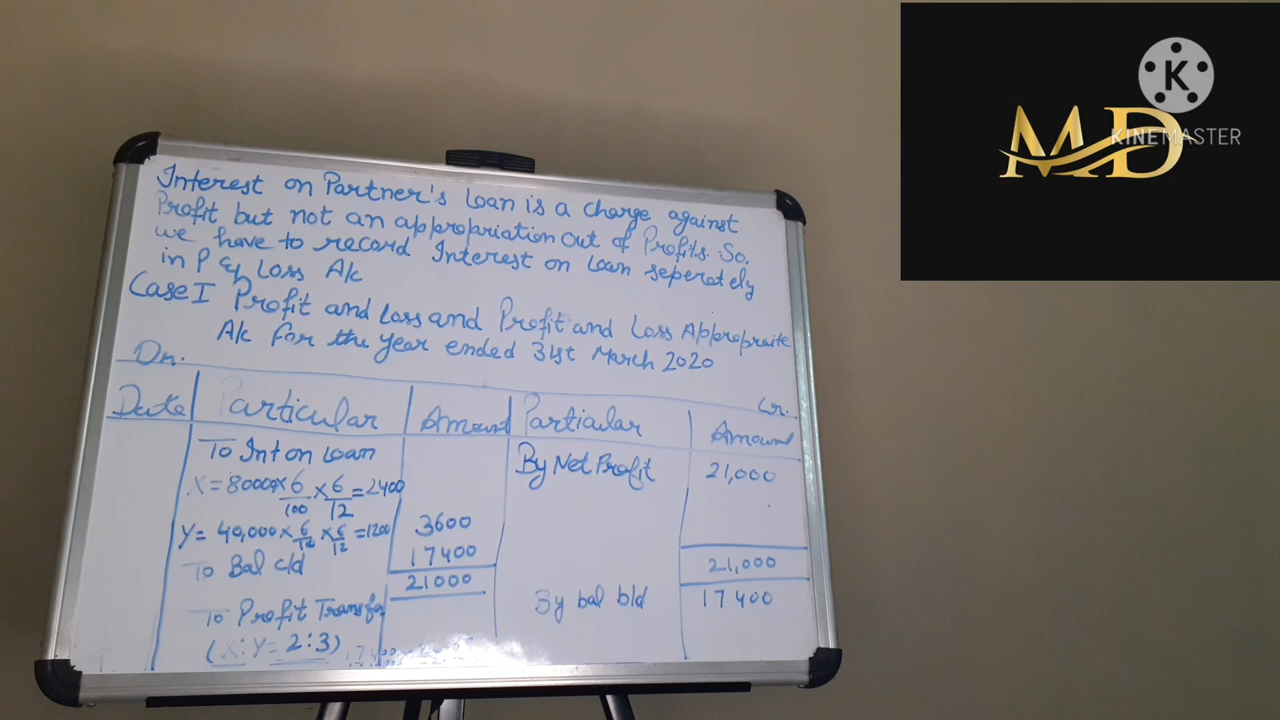 MD
K
KINEMASTER
Interest on Partner's Loan is a charge against
Profit but not an appropriation out of Profits. So,
we have to record Interest on Loan seperately
in P & Loss A/c
Case I Profit and Loss and Profit and Loss Appropraite
A/c for the year ended 31st March 2020
Dr.
Cr.
Date Particular Amount Particular Amount
To Int on Loan By Net Profit 21,000
X = 8000 × 6/100 × 6/12 = 2400
Y = 40,000 × 6/12 × 6/12 = 1200 3600
To Bal c/d 17400 21,000
21000
To Profit Transfer By bal b/d 17400
(X:Y = 2:3)